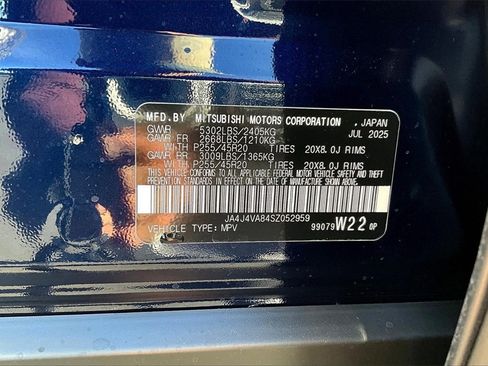 MFD.BY MITSUBISHI MOTORS CORPORATION . JAPAN
GVWR 5302LBS/2405KG JUL 2025
GAWR FR 2668LBS/1210KG
P255/45R20 TIRES 20X8.0J RIMS
GAWR RR 3009LBS/1365KG
P255/45R20 TIRES 20X8.0J RIMS
THIS VEHICLE CONFORMS TO ALL APPLICABLE
FEDERAL MOTOR VEHICLE SAFETY
AND THEFT PREVENTION STANDARDS IN EFFECT
ON THE DATE OF MANUFACTURE SHOWN ABOVE.
JA4J4VA84SZ052959
VEHICLE TYPE: MPV 99079 W22 0P